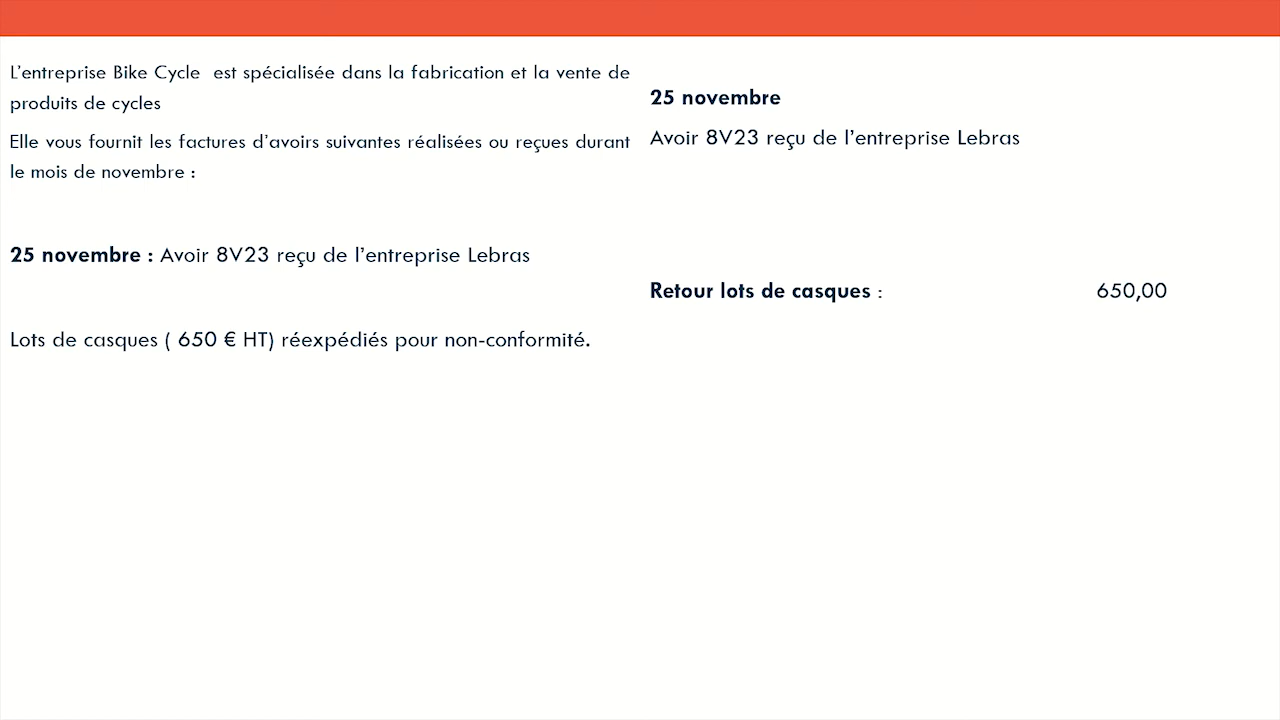 L'entreprise Bike Cycle est spécialisée dans la fabrication et la vente de
produits de cycles
Elle vous fournit les factures d'avoirs suivantes réalisées ou reçues durant
le mois de novembre :
25 novembre : Avoir 8V23 reçu de l'entreprise Lebras
Lots de casques ( 650 € HT) réexpédiés pour non-conformité.
25 novembre
Avoir 8V23 reçu de l'entreprise Lebras
Retour lots de casques : 650,00